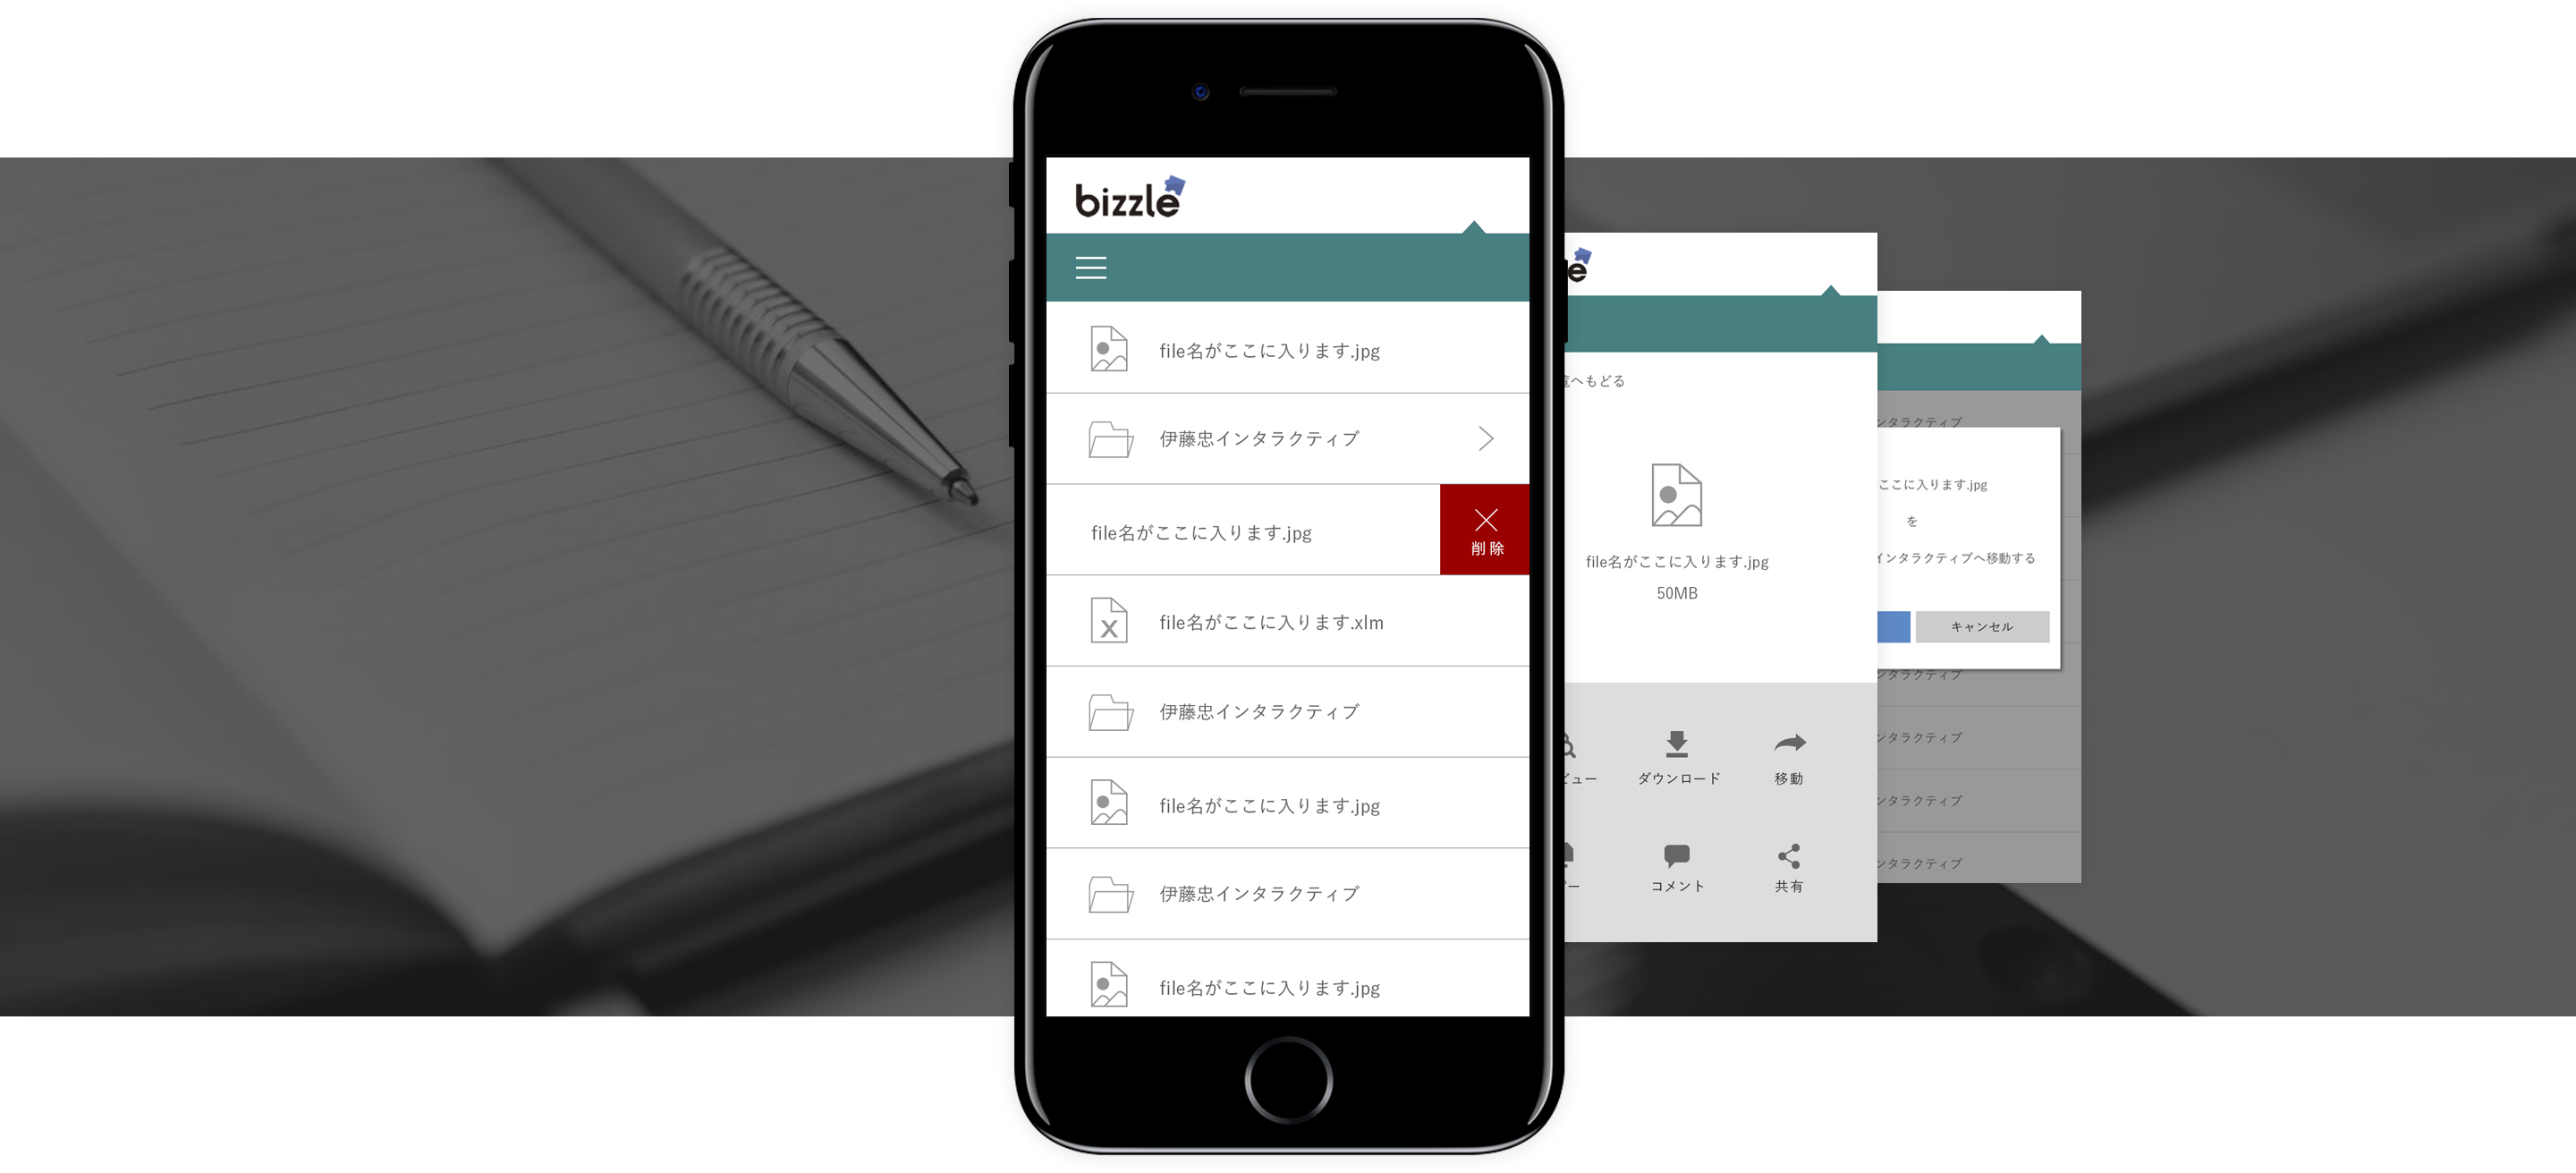 bizzle
file名がここに入ります.jpg
伊藤忠インタラクティブ
file名がここに入ります.jpg
削除
file名がここに入ります.xlm
伊藤忠インタラクティブ
file名がここに入ります.jpg
伊藤忠インタラクティブ
file名がここに入ります.jpg
e
へもどる
file名がここに入ります.jpg
50MB
ビュー
ダウンロード
移動
ー
コメント
共有
ンタラクティブ
ここに入ります.jpg
を
インタラクティブへ移動する
キャンセル
ンタラクティブ
ンタラクティブ
ンタラクティブ
ンタラクティブ